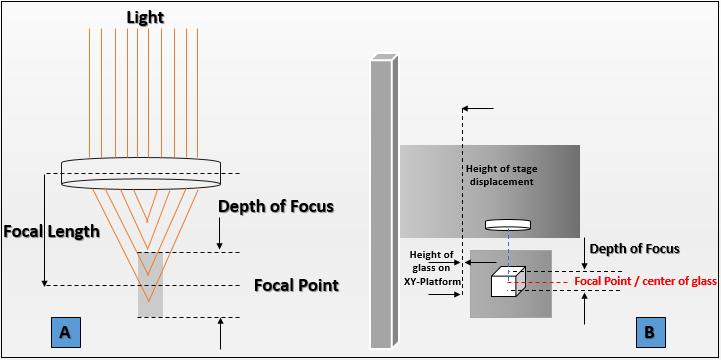 Light
Depth of Focus
Focal Length
Focal Point
A
Height of stage
displacement
Height of
glass on
XY-Platform
Depth of Focus
Focal Point / center of glass
B